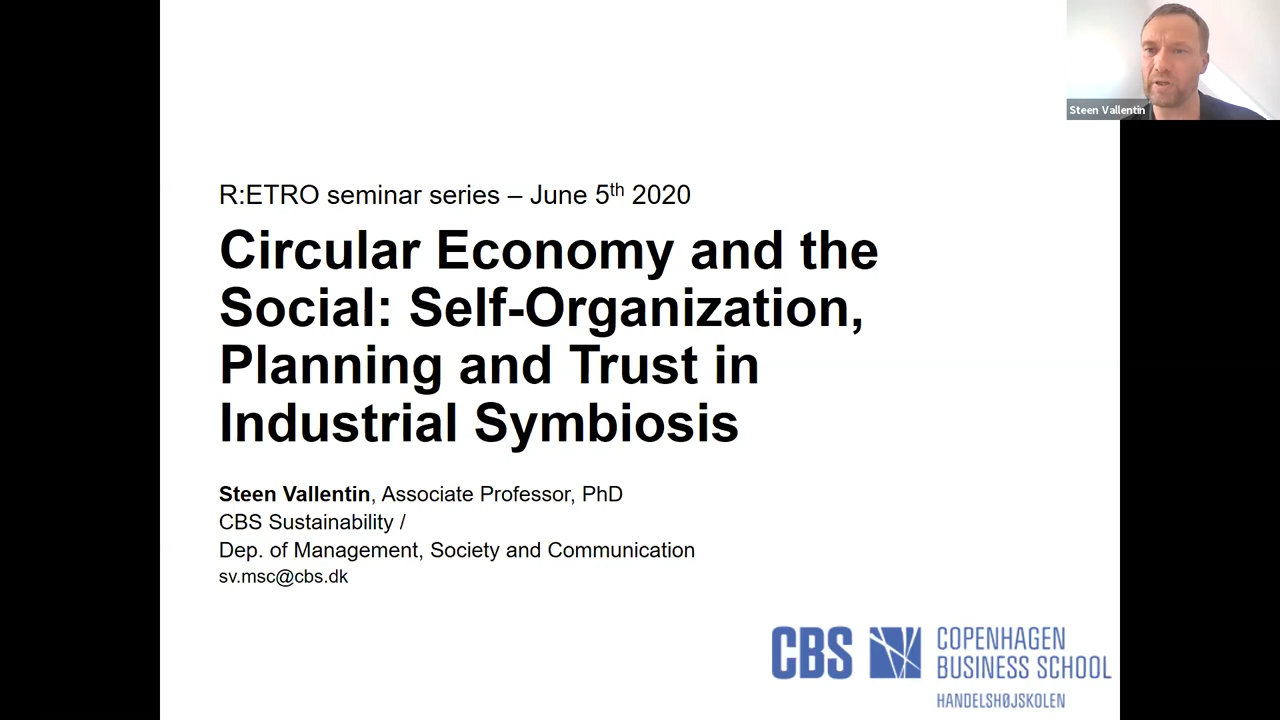 Steen Vallentin
R:ETRO seminar series – June 5th 2020
Circular Economy and the
Social: Self-Organization,
Planning and Trust in
Industrial Symbiosis
Steen Vallentin, Associate Professor, PhD
CBS Sustainability /
Dep. of Management, Society and Communication
sv.msc@cbs.dk
CBS
COPENHAGEN
BUSINESS SCHOOL
HANDELSHØJSKOLEN